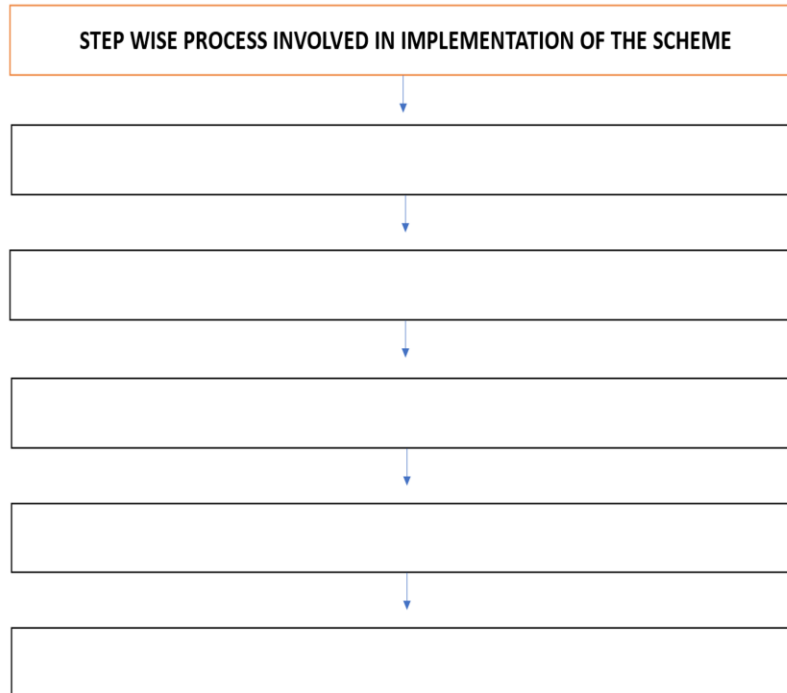 STEP WISE PROCESS INVOLVED IN IMPLEMENTATION OF THE SCHEME